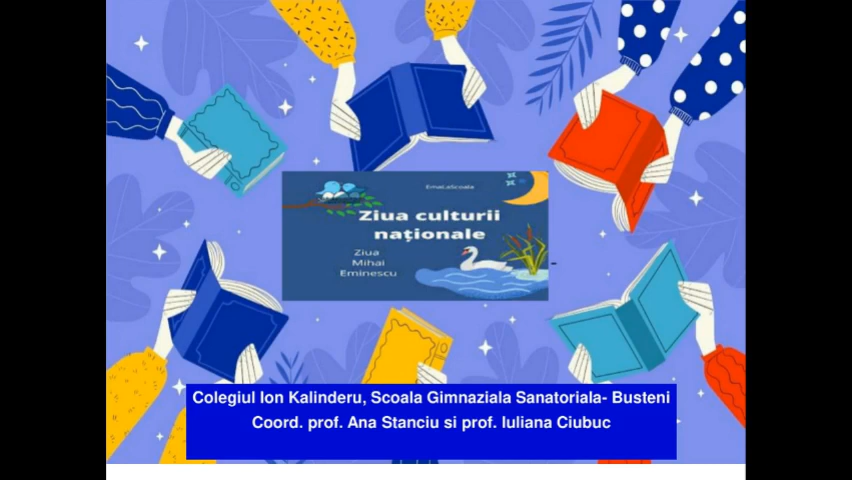 EmaLaScoala
Ziua culturii
naționale
Ziua
Mihai
Eminescu
Colegiul Ion Kalinderu, Scoala Gimnaziala Sanatoriala- Busteni
Coord. prof. Ana Stanciu si prof. Iuliana Ciubuc